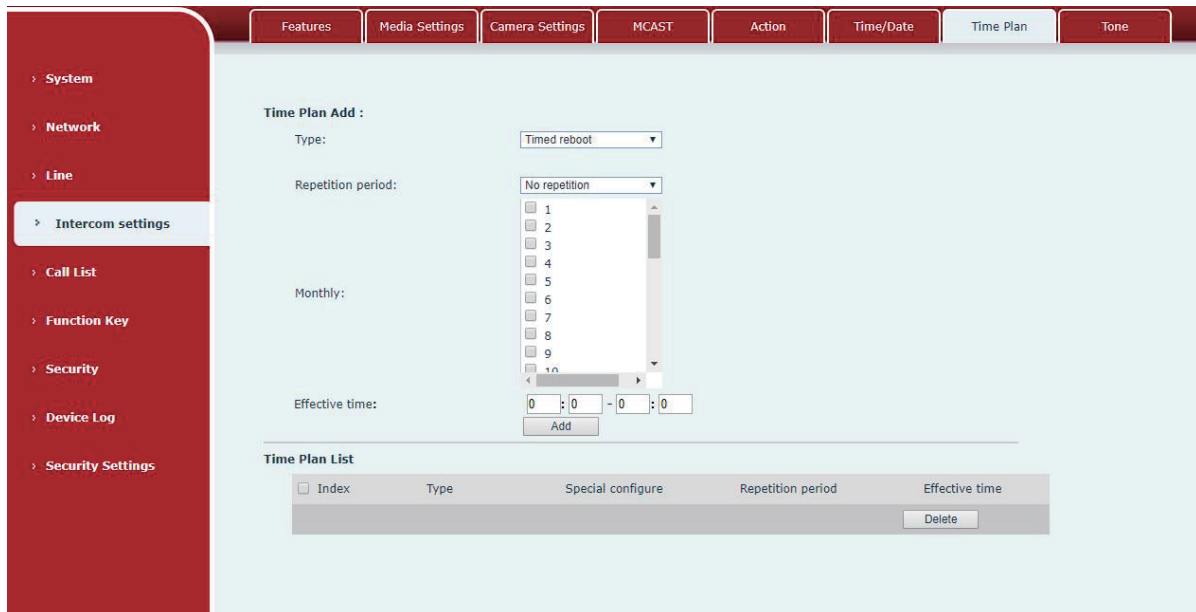 Features Media Settings Camera Settings MCAST Action Time/Date Time Plan Tone
System
Network
Line
Intercom settings
Call List
Function Key
Security
Device Log
Security Settings
Time Plan Add :
Type: Timed reboot
Repetition period: No repetition
Monthly:
1
2
3
4
5
6
7
8
9
10
Effective time: 0 : 0 - 0 : 0
Add
Time Plan List
Index Type Special configure Repetition period Effective time
Delete